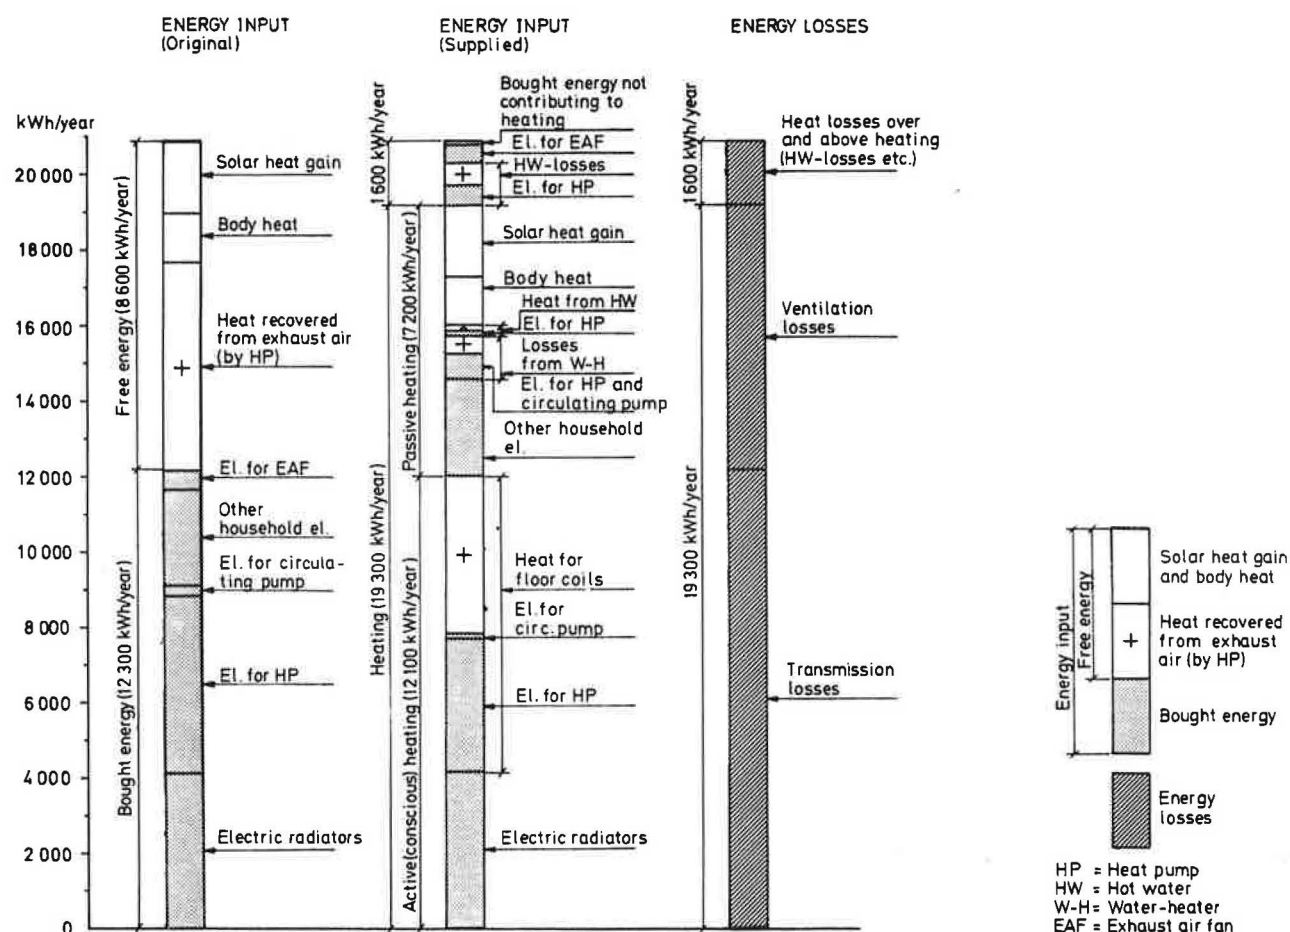 ENERGY INPUT
(Original)
ENERGY INPUT
(Supplied)
ENERGY LOSSES
kWh/year
20 000
18 000
16 000
14 000
12 000
10 000
8 000
6 000
4 000
2 000
0
Free energy (8 600 kWh/year)
Bought energy (12 300 kWh/year)
Solar heat gain
Body heat
Heat recovered
from exhaust air
(by HP)
El. for EAF
Other
household el.
El. for circula-
ting pump
El. for HP
Electric radiators
1 600 kWh/year
Heating (19 300 kWh/year)
Passive heating (7 200 kWh/year)
Active(conscious) heating (12 100 kWh/year)
Bought energy not
contributing to
heating
El. for EAF
HW-losses
El. for HP
Solar heat gain
Body heat
Heat from HW
El. for HP
Losses
from W-H
El. for HP and
circulating pump
Other household
el.
Heat for
floor coils
El. for
circ. pump
El. for HP
Electric radiators
1 600 kWh/year
19 300 kWh/year
Heat losses over
and above heating
(HW-losses etc.)
Ventilation
losses
Transmission
losses
Energy input
Free energy
Solar heat gain
and body heat
Heat recovered
from exhaust
air (by HP)
Bought energy
Energy
losses
HP = Heat pump
HW = Hot water
W-H = Water-heater
EAF = Exhaust air fan